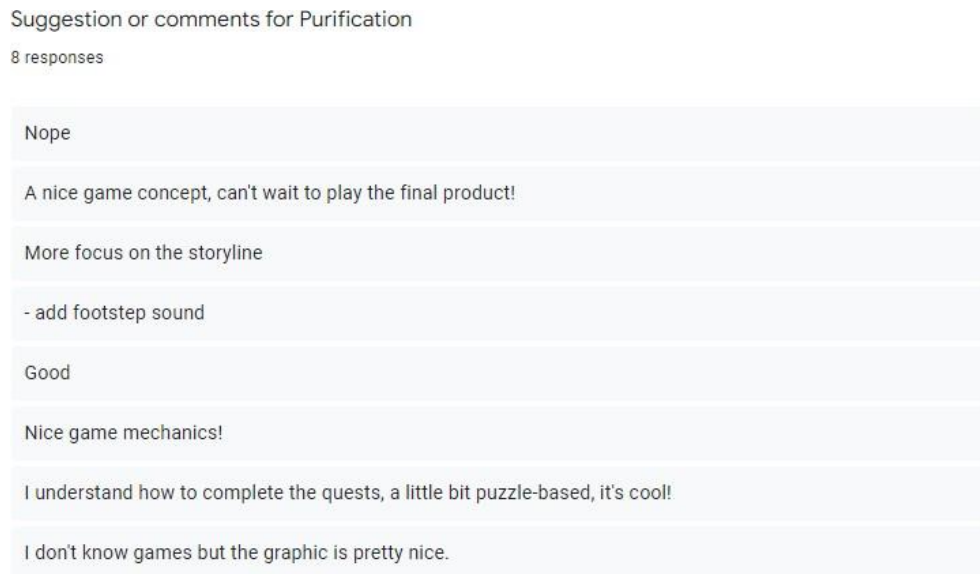 Suggestion or comments for Purification
8 responses
Nope
A nice game concept, can't wait to play the final product!
More focus on the storyline
- add footstep sound
Good
Nice game mechanics!
I understand how to complete the quests, a little bit puzzle-based, it's cool!
I don't know games but the graphic is pretty nice.